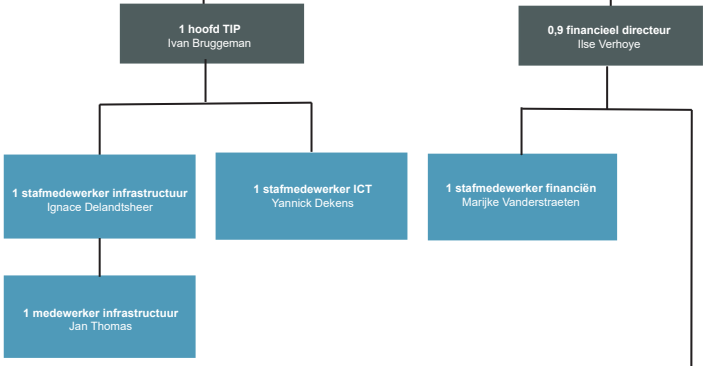 1 hoofd TIP
Ivan Bruggeman
0,9 financieel directeur
Ilse Verhoye
1 stafmedewerker infrastructuur
Ignace Delandtsheer
1 stafmedewerker ICT
Yannick Dekens
1 stafmedewerker financiën
Marijke Vanderstraeten
1 medewerker infrastructuur
Jan Thomas